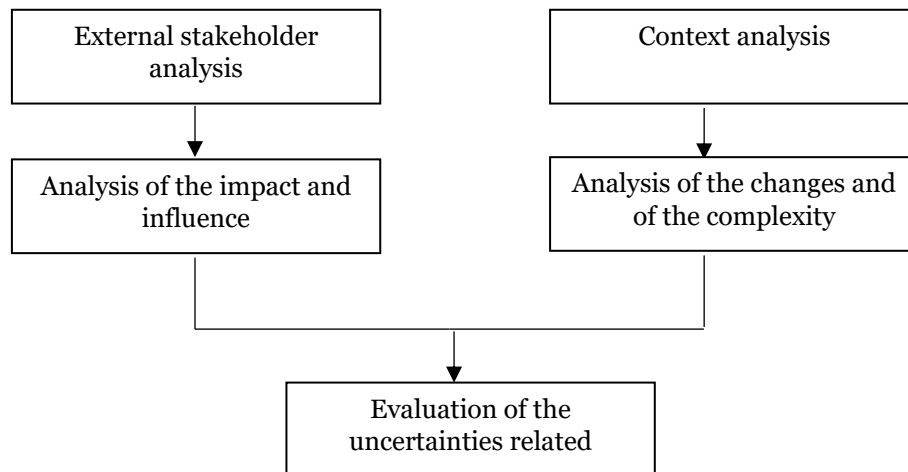 External stakeholder
analysis
Context analysis
Analysis of the impact and
influence
Analysis of the changes and
of the complexity
Evaluation of the
uncertainties related